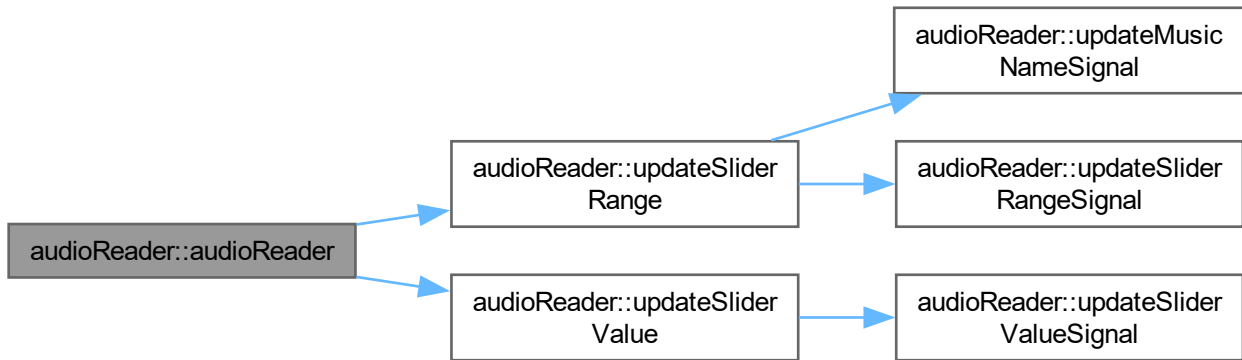 audioReader::updateMusic
NameSignal
audioReader::updateSlider
Range
audioReader::updateSlider
RangeSignal
audioReader::audioReader
audioReader::updateSlider
Value
audioReader::updateSlider
ValueSignal